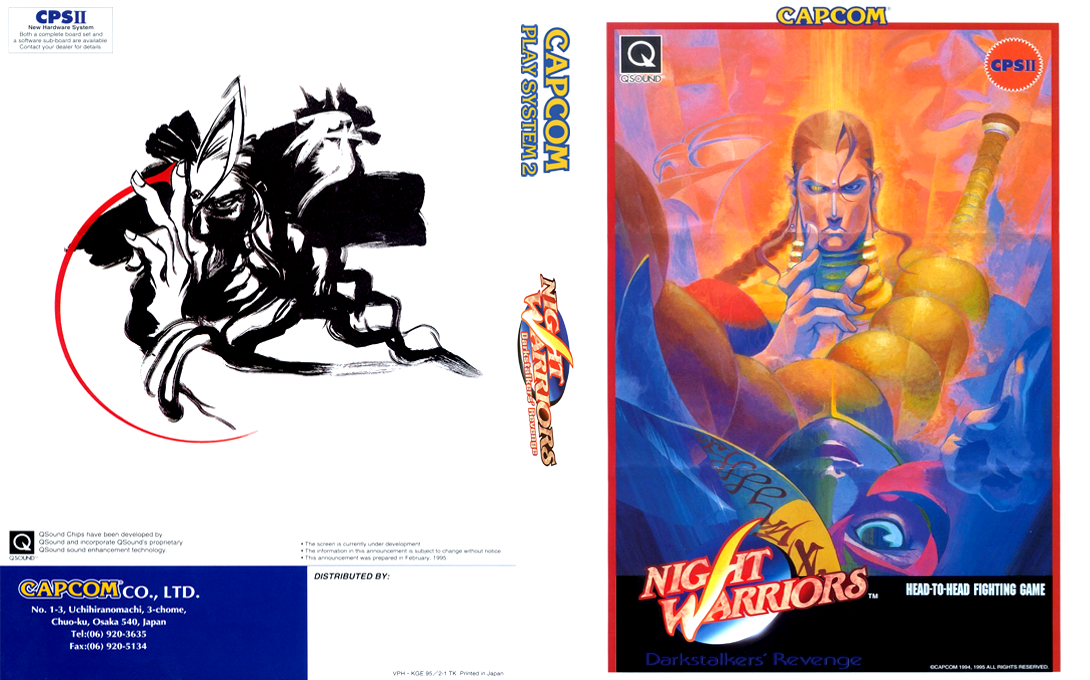 CPSII
New Hardware System
Both a complete board set and
a software sub-board are available
Contact your dealer for details
Q
QSOUND™
QSound Chips have been developed by
QSound and incorporate QSound's proprietary
QSound sound enhancement technology.
• The screen is currently under development
• The information in this announcement is subject to change without notice
• This announcement was prepared in February, 1995
CAPCOM CO., LTD.
No. 1-3, Uchihiranomachi, 3-chome,
Chuo-ku, Osaka 540, Japan
Tel:(06) 920-3635
Fax:(06) 920-5134
DISTRIBUTED BY:
VPH - KGE 95／2-1 TK Printed in Japan
CAPCOM
PLAY SYSTEM 2
NIGHT
WARRIORS
Darkstalkers' Revenge
CAPCOM®
Q
QSOUND™
CPSII
NIGHT
WARRIORS™
Darkstalkers' Revenge
HEAD-TO-HEAD FIGHTING GAME
©CAPCOM 1994, 1995 ALL RIGHTS RESERVED.